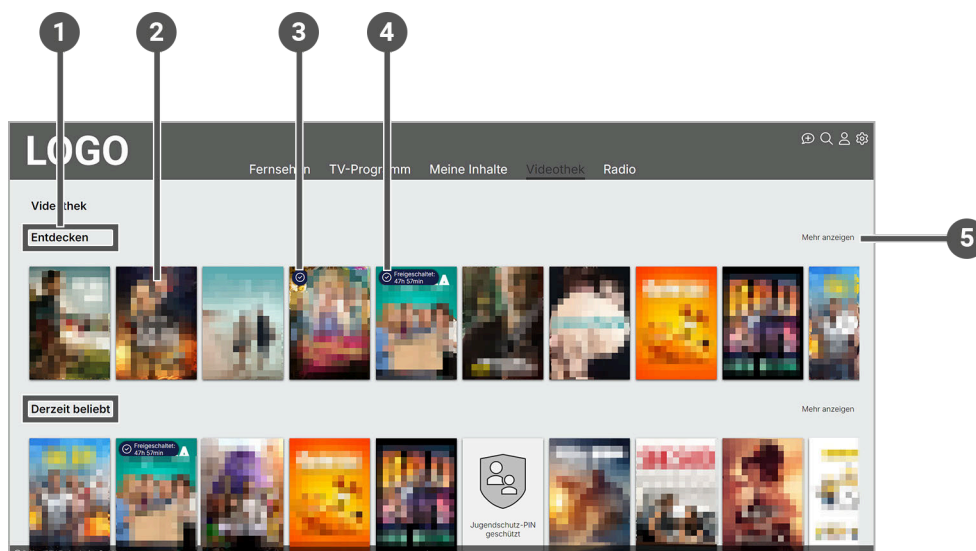 1 2 3 4
LOGO
Fernsehen TV-Programm Meine Inhalte Videothek Radio
Videothek
Entdecken Mehr anzeigen
5
Freigeschaltet:
47h 57min
Derzeit beliebt Mehr anzeigen
Freigeschaltet:
47h 57min
Jugendschutz-PIN
geschützt